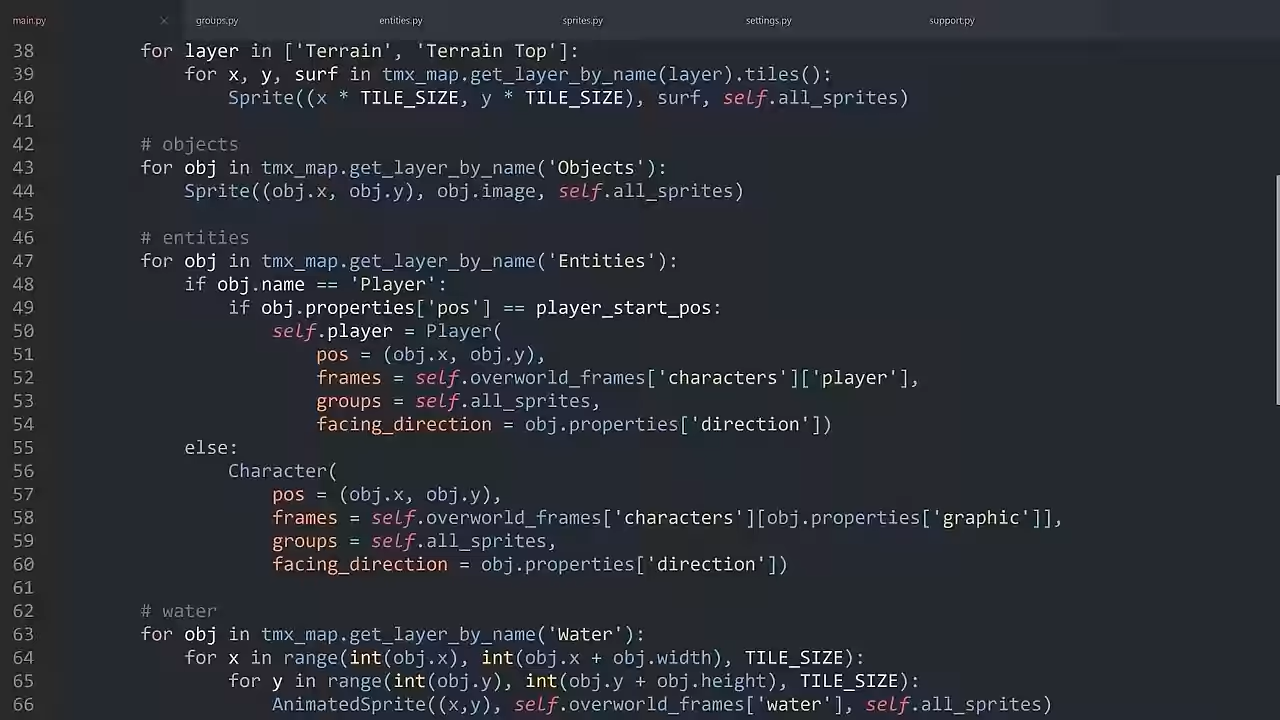 main.py × groups.py entities.py sprites.py settings.py support.py
38 for layer in ['Terrain', 'Terrain Top']:
39 for x, y, surf in tmx_map.get_layer_by_name(layer).tiles():
40 Sprite((x * TILE_SIZE, y * TILE_SIZE), surf, self.all_sprites)
41
42 # objects
43 for obj in tmx_map.get_layer_by_name('Objects'):
44 Sprite((obj.x, obj.y), obj.image, self.all_sprites)
45
46 # entities
47 for obj in tmx_map.get_layer_by_name('Entities'):
48 if obj.name == 'Player':
49 if obj.properties['pos'] == player_start_pos:
50 self.player = Player(
51 pos = (obj.x, obj.y),
52 frames = self.overworld_frames['characters']['player'],
53 groups = self.all_sprites,
54 facing_direction = obj.properties['direction'])
55 else:
56 Character(
57 pos = (obj.x, obj.y),
58 frames = self.overworld_frames['characters'][obj.properties['graphic']],
59 groups = self.all_sprites,
60 facing_direction = obj.properties['direction'])
61
62 # water
63 for obj in tmx_map.get_layer_by_name('Water'):
64 for x in range(int(obj.x), int(obj.x + obj.width), TILE_SIZE):
65 for y in range(int(obj.y), int(obj.y + obj.height), TILE_SIZE):
66 AnimatedSprite((x,y), self.overworld_frames['water'], self.all_sprites)